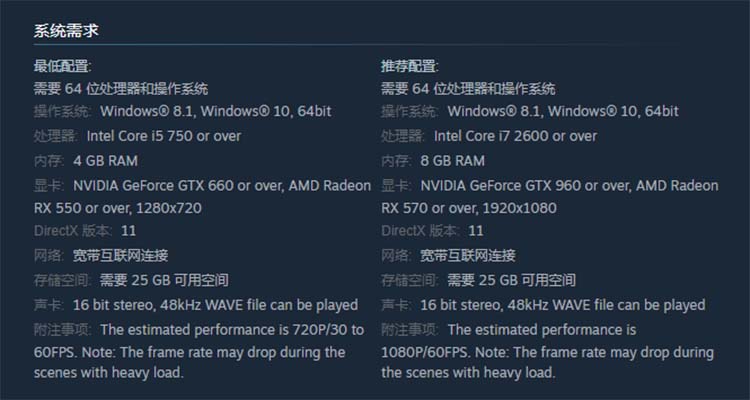 系统需求
最低配置:
需要 64 位处理器和操作系统
操作系统: Windows® 8.1, Windows® 10, 64bit
处理器: Intel Core i5 750 or over
内存: 4 GB RAM
显卡: NVIDIA GeForce GTX 660 or over, AMD Radeon
RX 550 or over, 1280x720
DirectX 版本: 11
网络: 宽带互联网连接
存储空间: 需要 25 GB 可用空间
声卡: 16 bit stereo, 48kHz WAVE file can be played
附注事项: The estimated performance is 720P/30 to
60FPS. Note: The frame rate may drop during the
scenes with heavy load.
推荐配置:
需要 64 位处理器和操作系统
操作系统: Windows® 8.1, Windows® 10, 64bit
处理器: Intel Core i7 2600 or over
内存: 8 GB RAM
显卡: NVIDIA GeForce GTX 960 or over, AMD Radeon
RX 570 or over, 1920x1080
DirectX 版本: 11
网络: 宽带互联网连接
存储空间: 需要 25 GB 可用空间
声卡: 16 bit stereo, 48kHz WAVE file can be played
附注事项: The estimated performance is
1080P/60FPS. Note: The frame rate may drop during
the scenes with heavy load.